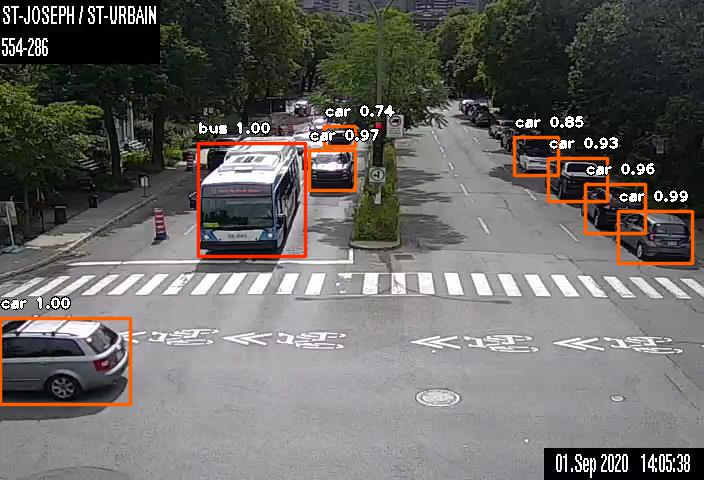 ST-JOSEPH / ST-URBAIN
554-286
car 0.74
car 0.85
bus 1.00
car 0.97
car 0.93
car 0.96
car 0.99
car 1.00
01.Sep 2020 14:05:38